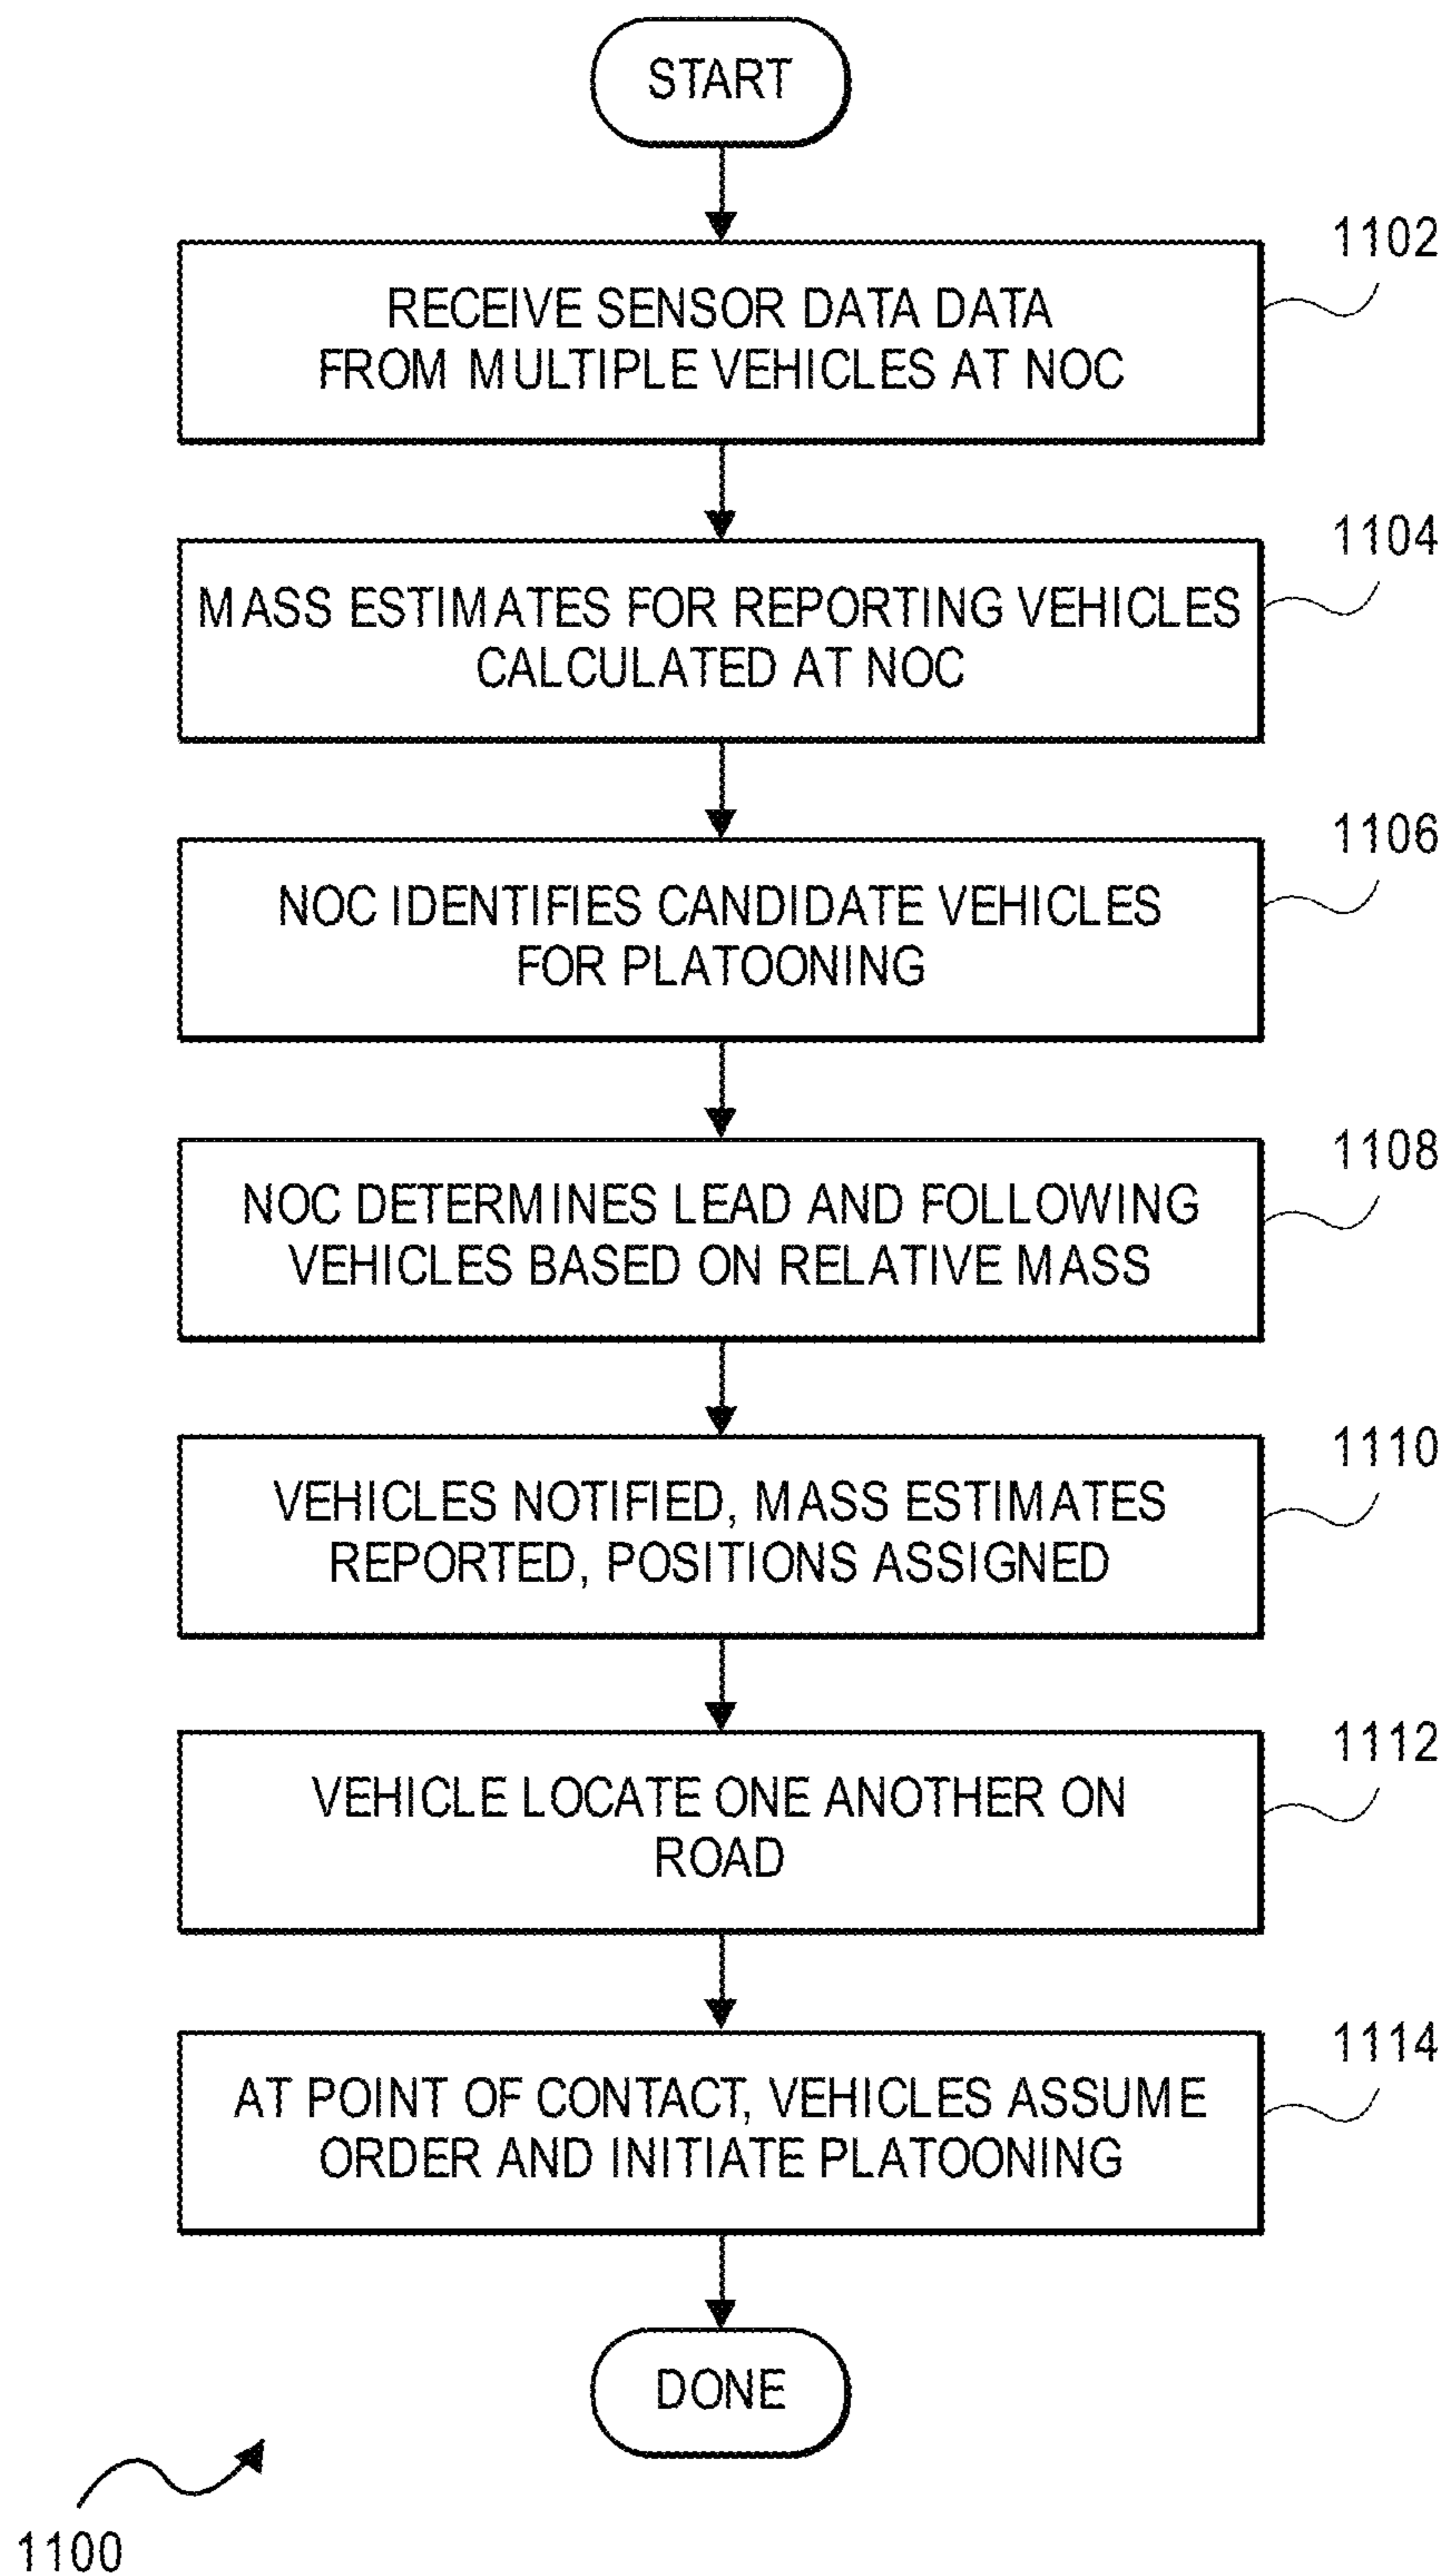 START
1102
RECEIVE SENSOR DATA DATA
FROM MULTIPLE VEHICLES AT NOC
1104
MASS ESTIMATES FOR REPORTING VEHICLES
CALCULATED AT NOC
1106
NOC IDENTIFIES CANDIDATE VEHICLES
FOR PLATOONING
1108
NOC DETERMINES LEAD AND FOLLOWING
VEHICLES BASED ON RELATIVE MASS
1110
VEHICLES NOTIFIED, MASS ESTIMATES
REPORTED, POSITIONS ASSIGNED
1112
VEHICLE LOCATE ONE ANOTHER ON
ROAD
1114
AT POINT OF CONTACT, VEHICLES ASSUME
ORDER AND INITIATE PLATOONING
DONE
1100